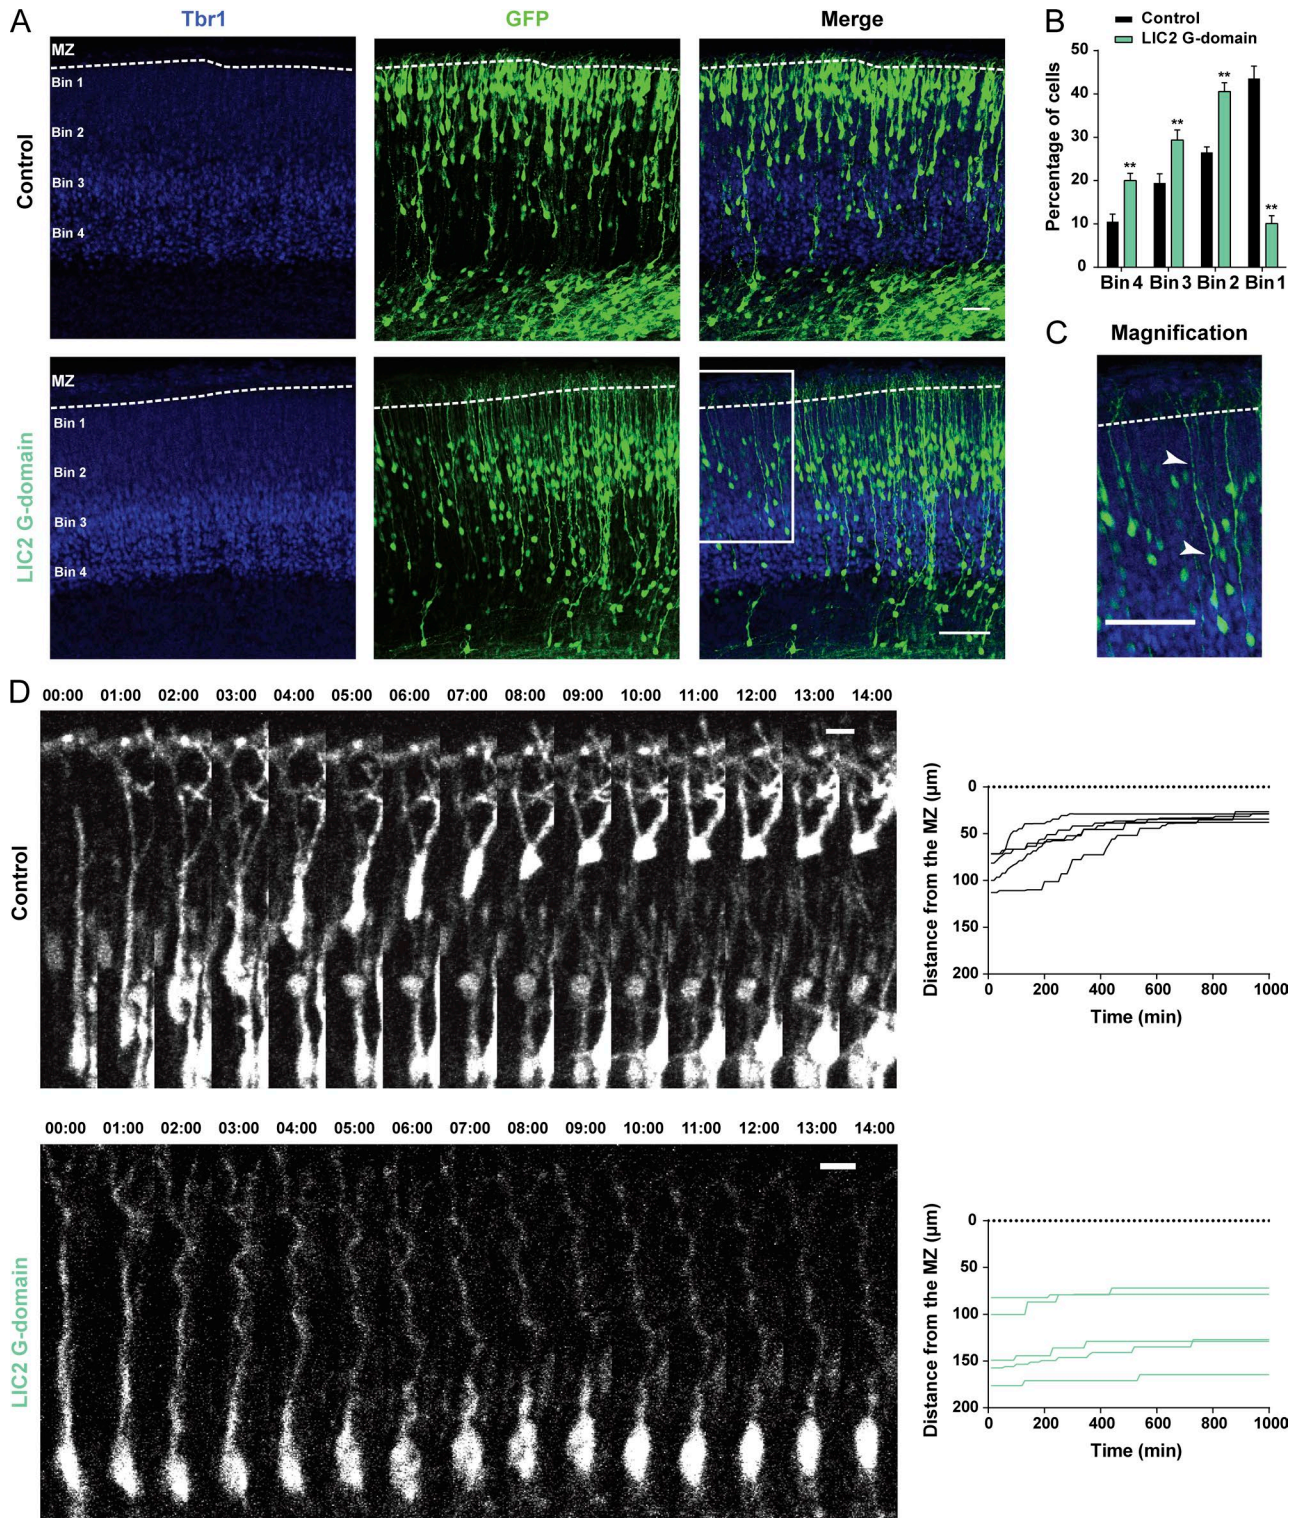 A
Tbr1
GFP
Merge
Control
MZ
Bin 1
Bin 2
Bin 3
Bin 4
LIC2 G-domain
MZ
Bin 1
Bin 2
Bin 3
Bin 4
B
Control
LIC2 G-domain
Percentage of cells
50
40
30
20
10
0
**
**
**
**
Bin 4 Bin 3 Bin 2 Bin 1
C
Magnification
D
00:00 01:00 02:00 03:00 04:00 05:00 06:00 07:00 08:00 09:00 10:00 11:00 12:00 13:00 14:00
Control
Distance from the MZ (µm)
0
50
100
150
200
0 200 400 600 800 1000
Time (min)
00:00 01:00 02:00 03:00 04:00 05:00 06:00 07:00 08:00 09:00 10:00 11:00 12:00 13:00 14:00
LIC2 G-domain
Distance from the MZ (µm)
0
50
100
150
200
0 200 400 600 800 1000
Time (min)